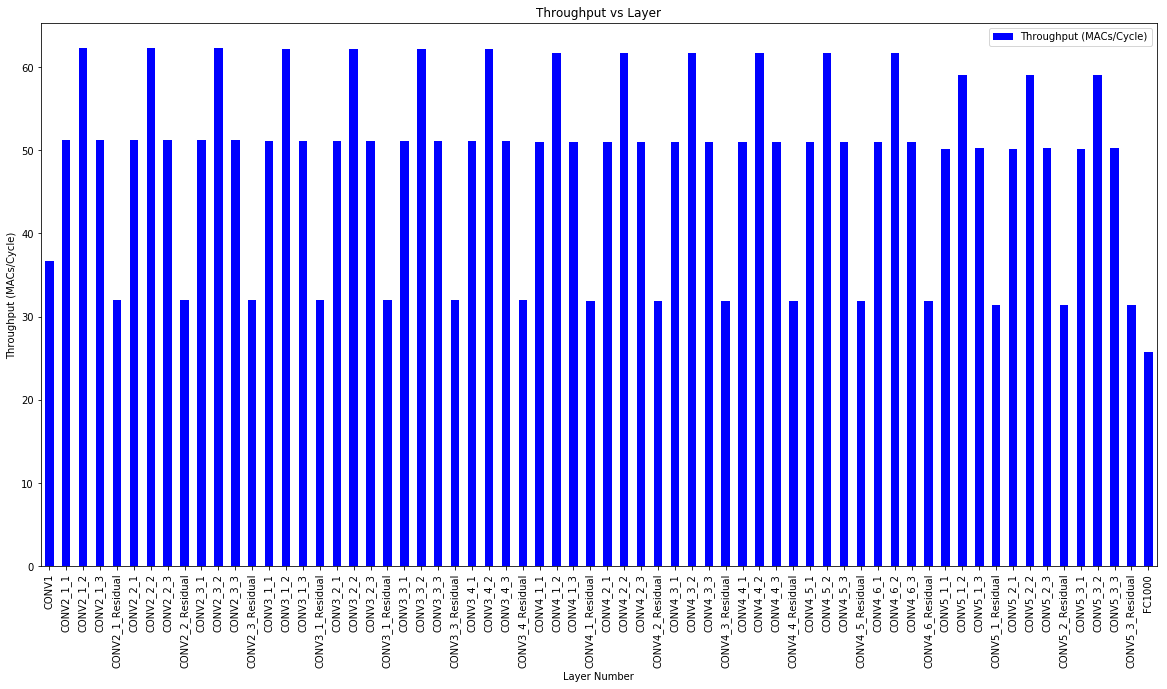 Throughput vs Layer
Throughput (MACs/Cycle)
Throughput (MACs/Cycle)
60
50
40
30
20
10
0
CONV1
CONV2_1_1
CONV2_1_2
CONV2_1_3
CONV2_1_Residual
CONV2_2_1
CONV2_2_2
CONV2_2_3
CONV2_2_Residual
CONV2_3_1
CONV2_3_2
CONV2_3_3
CONV2_3_Residual
CONV3_1_1
CONV3_1_2
CONV3_1_3
CONV3_1_Residual
CONV3_2_1
CONV3_2_2
CONV3_2_3
CONV3_1_Residual
CONV3_3_1
CONV3_3_2
CONV3_3_3
CONV3_3_Residual
CONV3_4_1
CONV3_4_2
CONV3_4_3
CONV3_4_Residual
CONV4_1_1
CONV4_1_2
CONV4_1_3
CONV4_1_Residual
CONV4_2_1
CONV4_2_2
CONV4_2_3
CONV4_2_Residual
CONV4_3_1
CONV4_3_2
CONV4_3_3
CONV4_3_Residual
CONV4_4_1
CONV4_4_2
CONV4_4_3
CONV4_4_Residual
CONV4_5_1
CONV4_5_2
CONV4_5_3
CONV4_5_Residual
CONV4_6_1
CONV4_6_2
CONV4_6_3
CONV4_6_Residual
CONV5_1_1
CONV5_1_2
CONV5_1_3
CONV5_1_Residual
CONV5_2_1
CONV5_2_2
CONV5_2_3
CONV5_2_Residual
CONV5_3_1
CONV5_3_2
CONV5_3_3
CONV5_3_Residual
FC1000
Layer Number